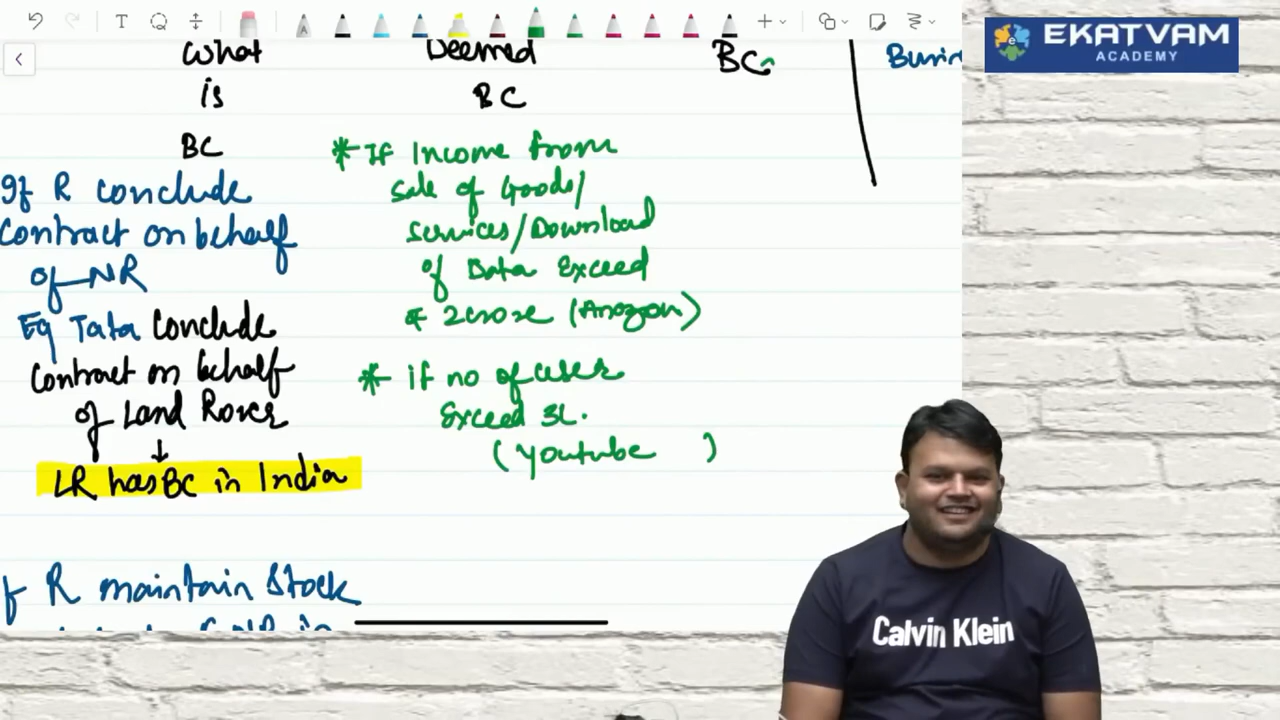 EKATVAM
ACADEMY
What
is
BC
If R conclude
contract on behalf
of NR
Eg Tata conclude
contract on behalf
of Land Rover
↓
LR has BC in India
If R maintain stock
Deemed
BC
* If Income from
sale of Goods/
services/Download
of Data Exceed
2 crore (Amazon)
* if no of user
Exceed 3L.
(Youtube )
BC
Calvin Klein